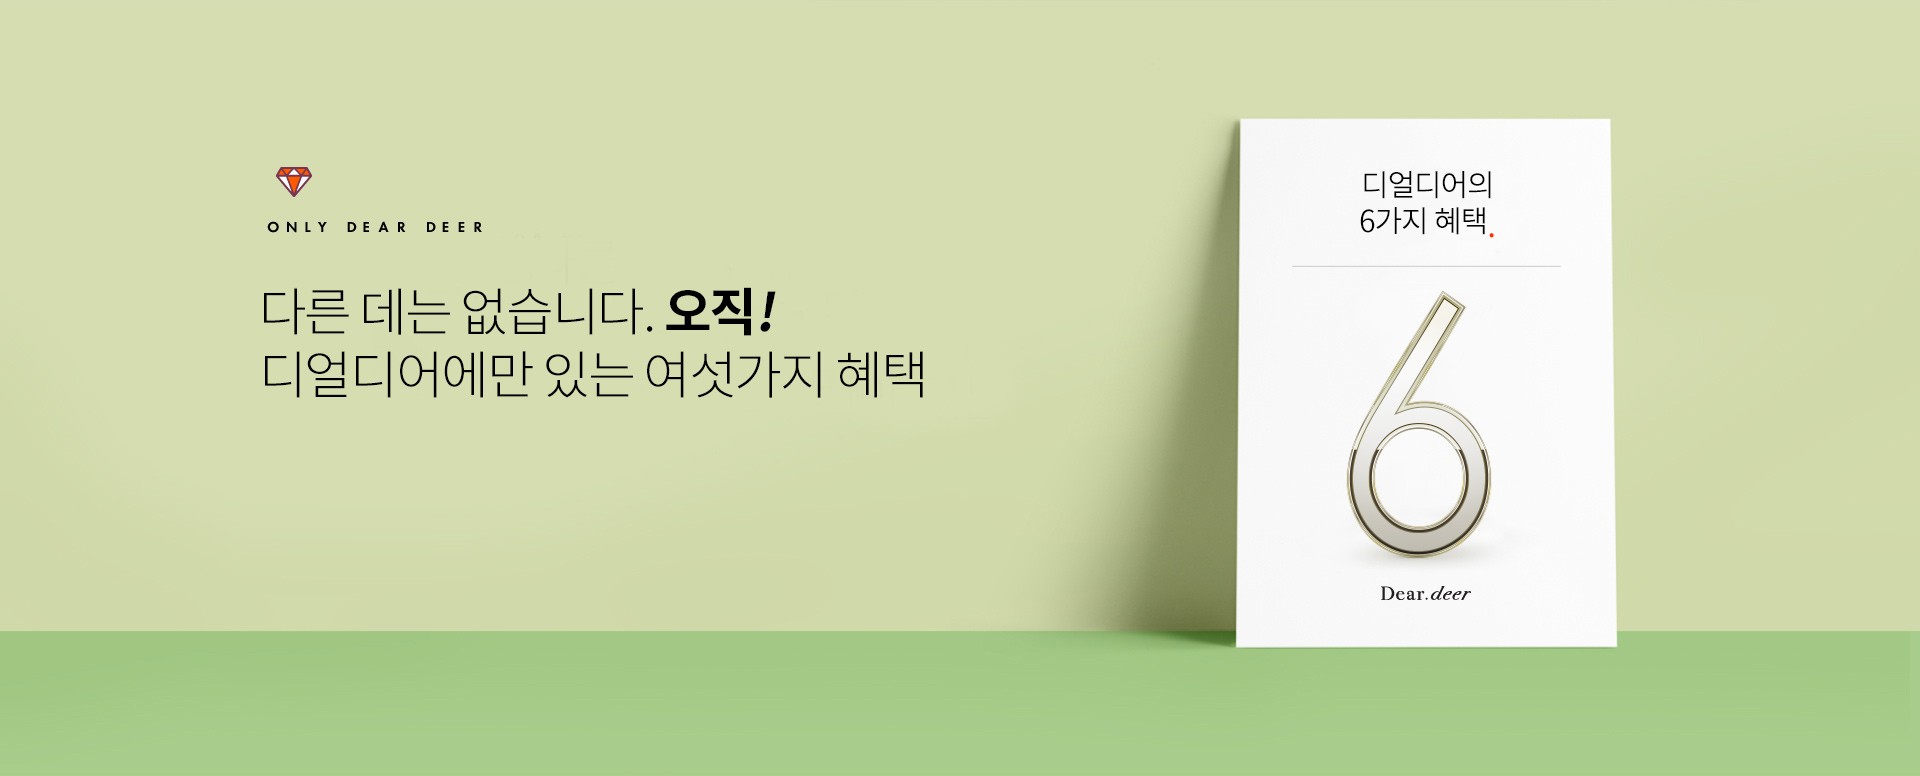 ONLY DEAR DEER
다른 데는 없습니다. 오직!
디얼디어에만 있는 여섯가지 혜택
디얼디어의
6가지 혜택.
6
Dear.deer